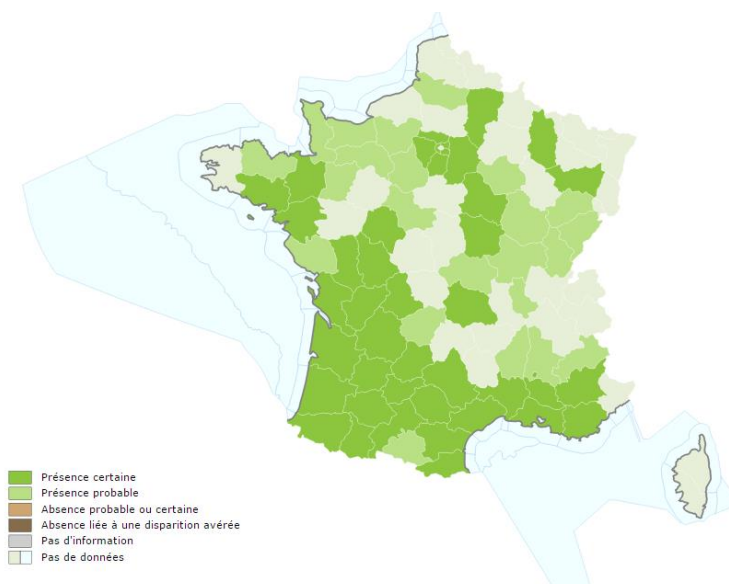 Présence certaine
Présence probable
Absence probable ou certaine
Absence liée à une disparition avérée
Pas d'information
Pas de données